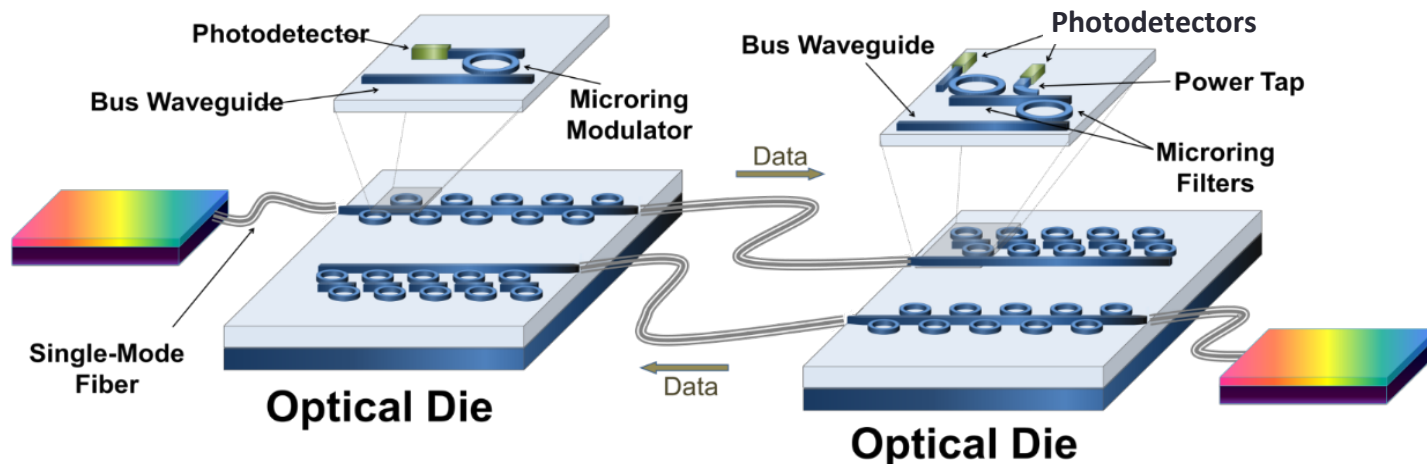 Photodetector
Bus Waveguide
Microring
Modulator
Photodetectors
Bus Waveguide
Power Tap
Microring
Filters
Data
Single-Mode
Fiber
Data
Optical Die
Optical Die